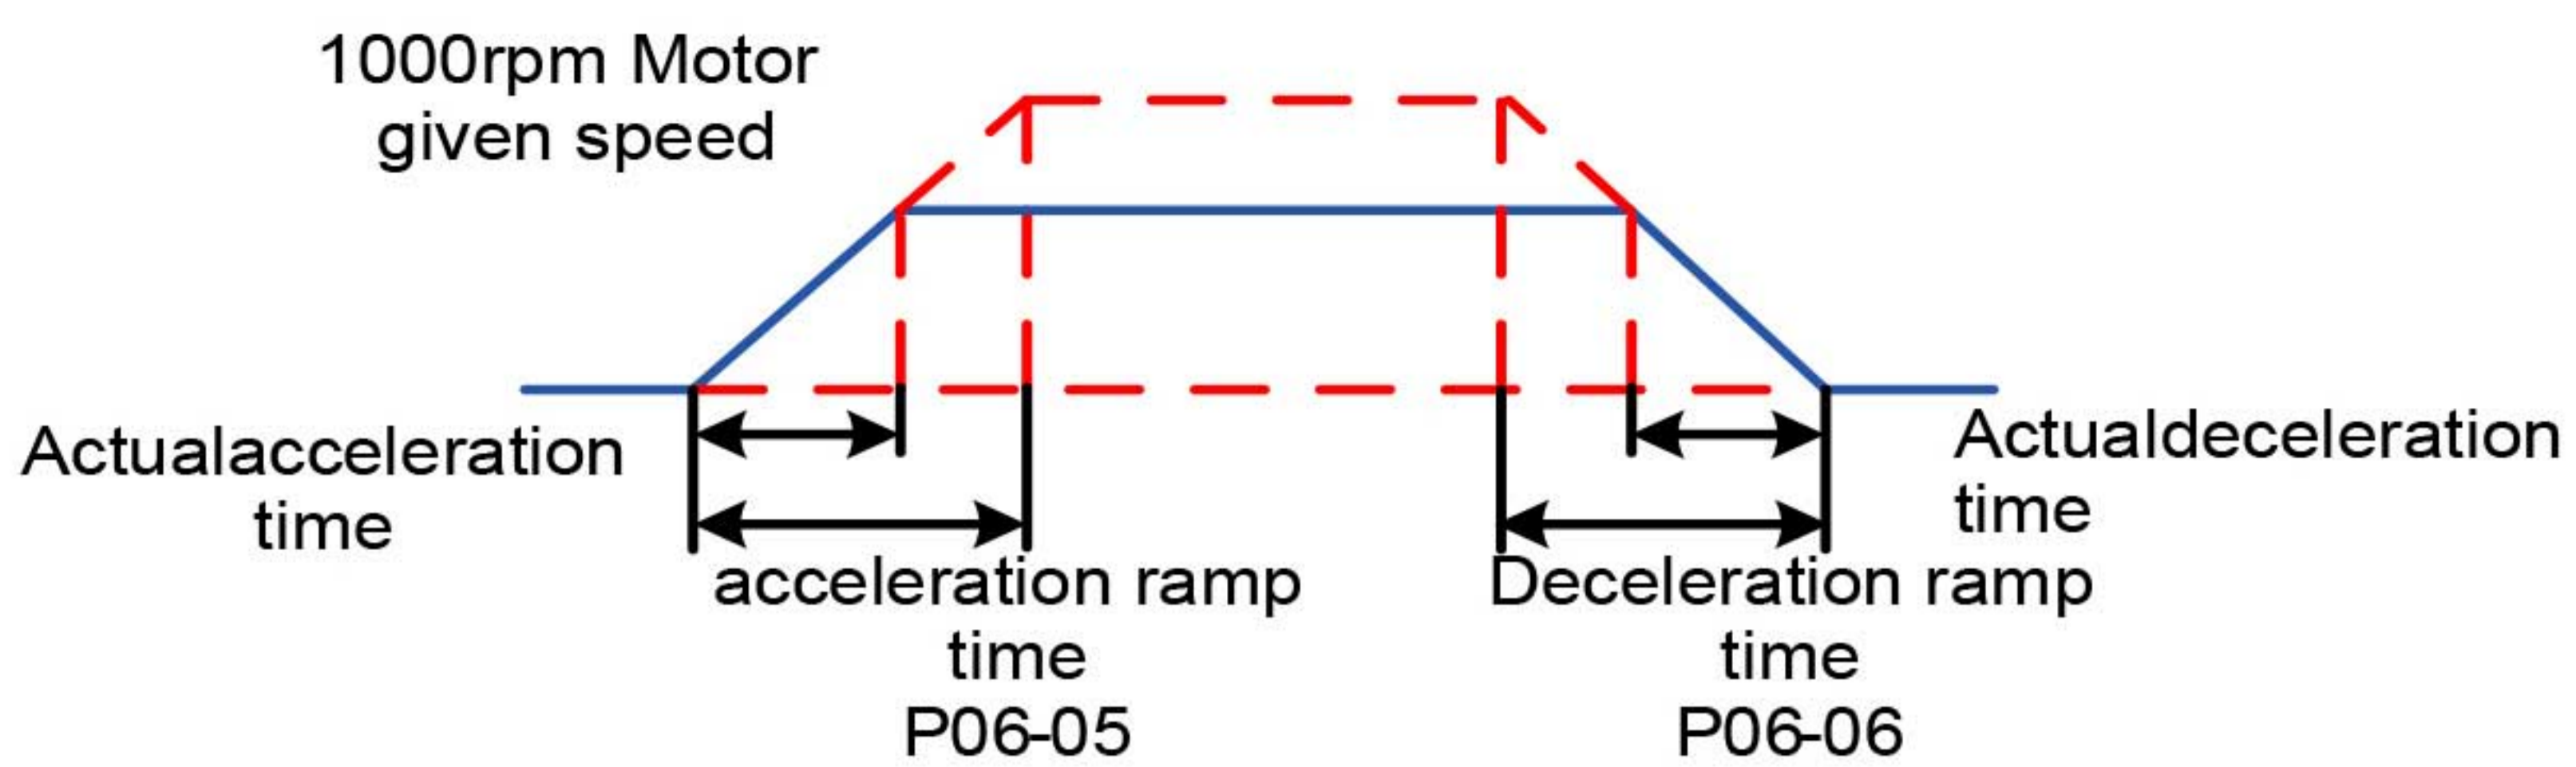 1000rpm Motor
given speed
Actualacceleration
time
acceleration ramp
time
P06-05
Deceleration ramp
time
P06-06
Actualdeceleration
time